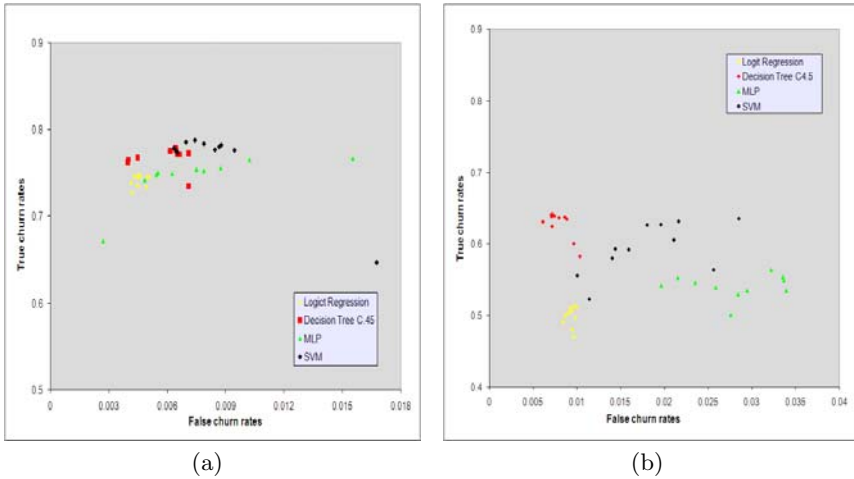 0.9
0.8
0.7
0.6
0.5
True churn rates
0
0.003
0.006
0.009
0.012
0.015
0.018
False churn rates
Logict Regression
Decision Tree C.45
MLP
SVM
(a)
0.9
0.8
0.7
0.6
0.5
0.4
True churn rates
0
0.005
0.01
0.015
0.02
0.025
0.03
0.035
0.04
False churn rates
Logit Regression
Decision Tree C4.5
MLP
SVM
(b)